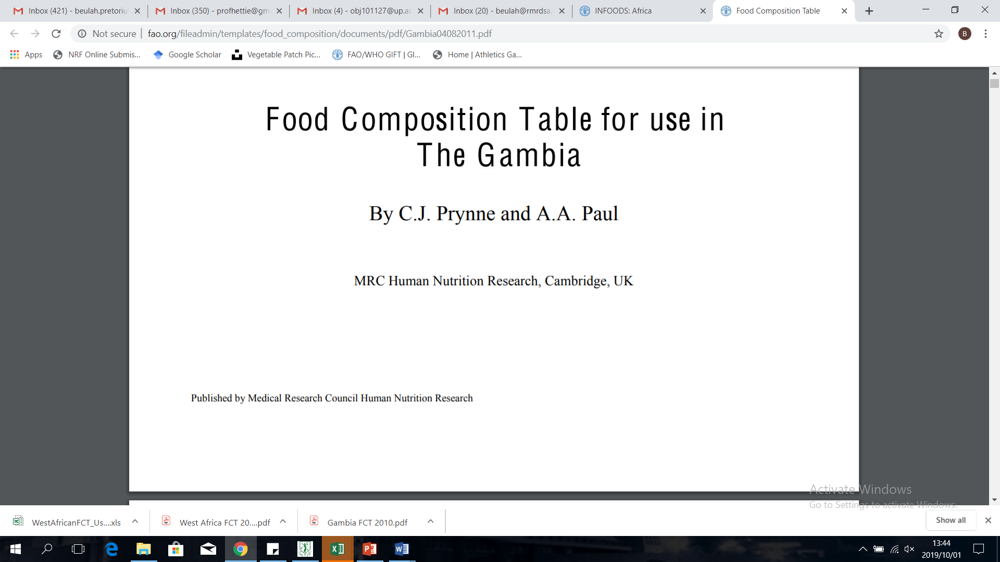 Inbox (421) - beulah.pretoriu
Inbox (350) - profhettie@gm
Inbox (4) - obj101127@up.ac
Inbox (20) - beulah@rmrdsa.
INFOODS: Africa
Food Composition Table
Not secure | fao.org/fileadmin/templates/food_composition/documents/pdf/Gambia04082011.pdf
B
Apps
NRF Online Submis...
Google Scholar
Vegetable Patch Pic...
FAO/WHO GIFT | Gl...
Home | Athletics Ga...
Food Composition Table for use in
The Gambia
By C.J. Prynne and A.A. Paul
MRC Human Nutrition Research, Cambridge, UK
Published by Medical Research Council Human Nutrition Research
Activate Windows
Go to Settings to activate Windows.
WestAfricanFCT_Us....xls
West Africa FCT 20....pdf
Gambia FCT 2010.pdf
Show all
13:44
2019/10/01